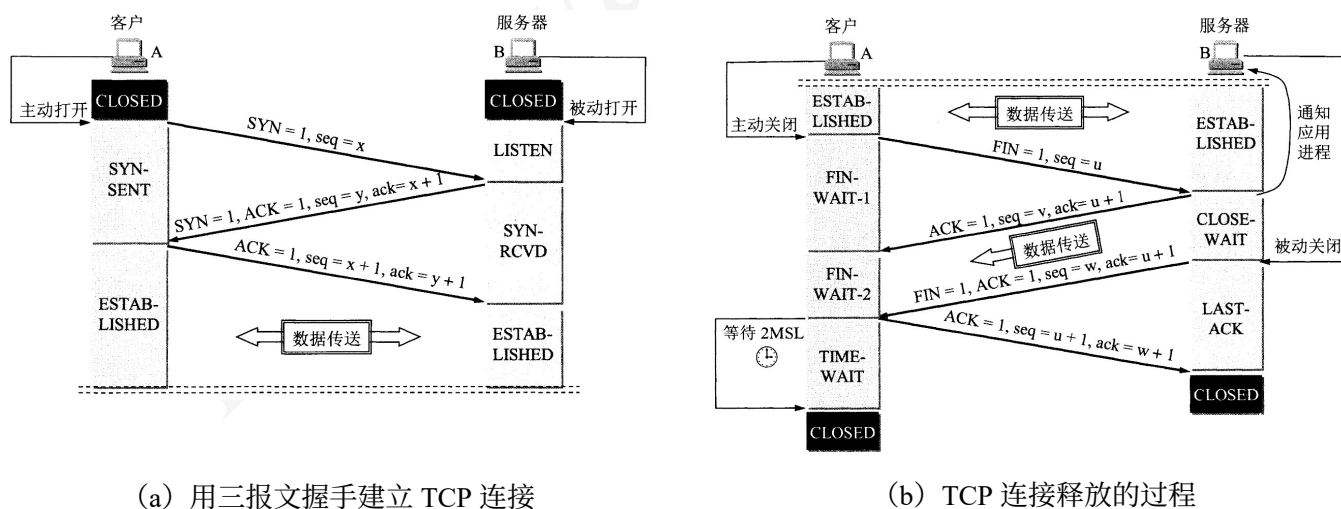 客户
A
主动打开
CLOSED
SYN-
SENT
ESTAB-
LISHED
服务器
B
被动打开
CLOSED
LISTEN
SYN-
RCVD
ESTAB-
LISHED
SYN = 1, seq = x
SYN = 1, ACK = 1, seq = y, ack= x + 1
ACK = 1, seq = x + 1, ack = y + 1
数据传送
(a) 用三报文握手建立 TCP 连接
客户
A
主动关闭
ESTAB-
LISHED
FIN-
WAIT-1
FIN-
WAIT-2
等待 2MSL
TIME-
WAIT
CLOSED
服务器
B
通知
应用
进程
ESTAB-
LISHED
CLOSE-
WAIT
被动关闭
LAST-
ACK
CLOSED
数据传送
FIN = 1, seq = u
ACK = 1, seq = v, ack= u + 1
数据传送
FIN = 1, ACK = 1, seq = w, ack= u + 1
ACK = 1, seq = u + 1, ack = w + 1
(b) TCP 连接释放的过程